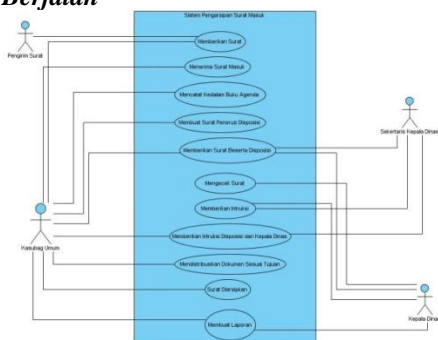 Berjalan
Sistem Pengarsipan Surat Masuk
Memberikan Surat
Pengirim Surat
Menerima Surat Masuk
Mencatat Kedalam Buku Agenda
Membuat Surat Penerus Disposisi
Sekertaris Kepala Dinas
Memberikan Surat Beserta Disposisi
Mengecek Surat
Memberikan Intruksi
Kasubag Umum
Memberikan Intruksi Disposisi dari Kepala Dinas
Mendistribusikan Dokumen Sesuai Tujuan
Surat Diarsipkan
Kepala Dinas
Membuat Laporan